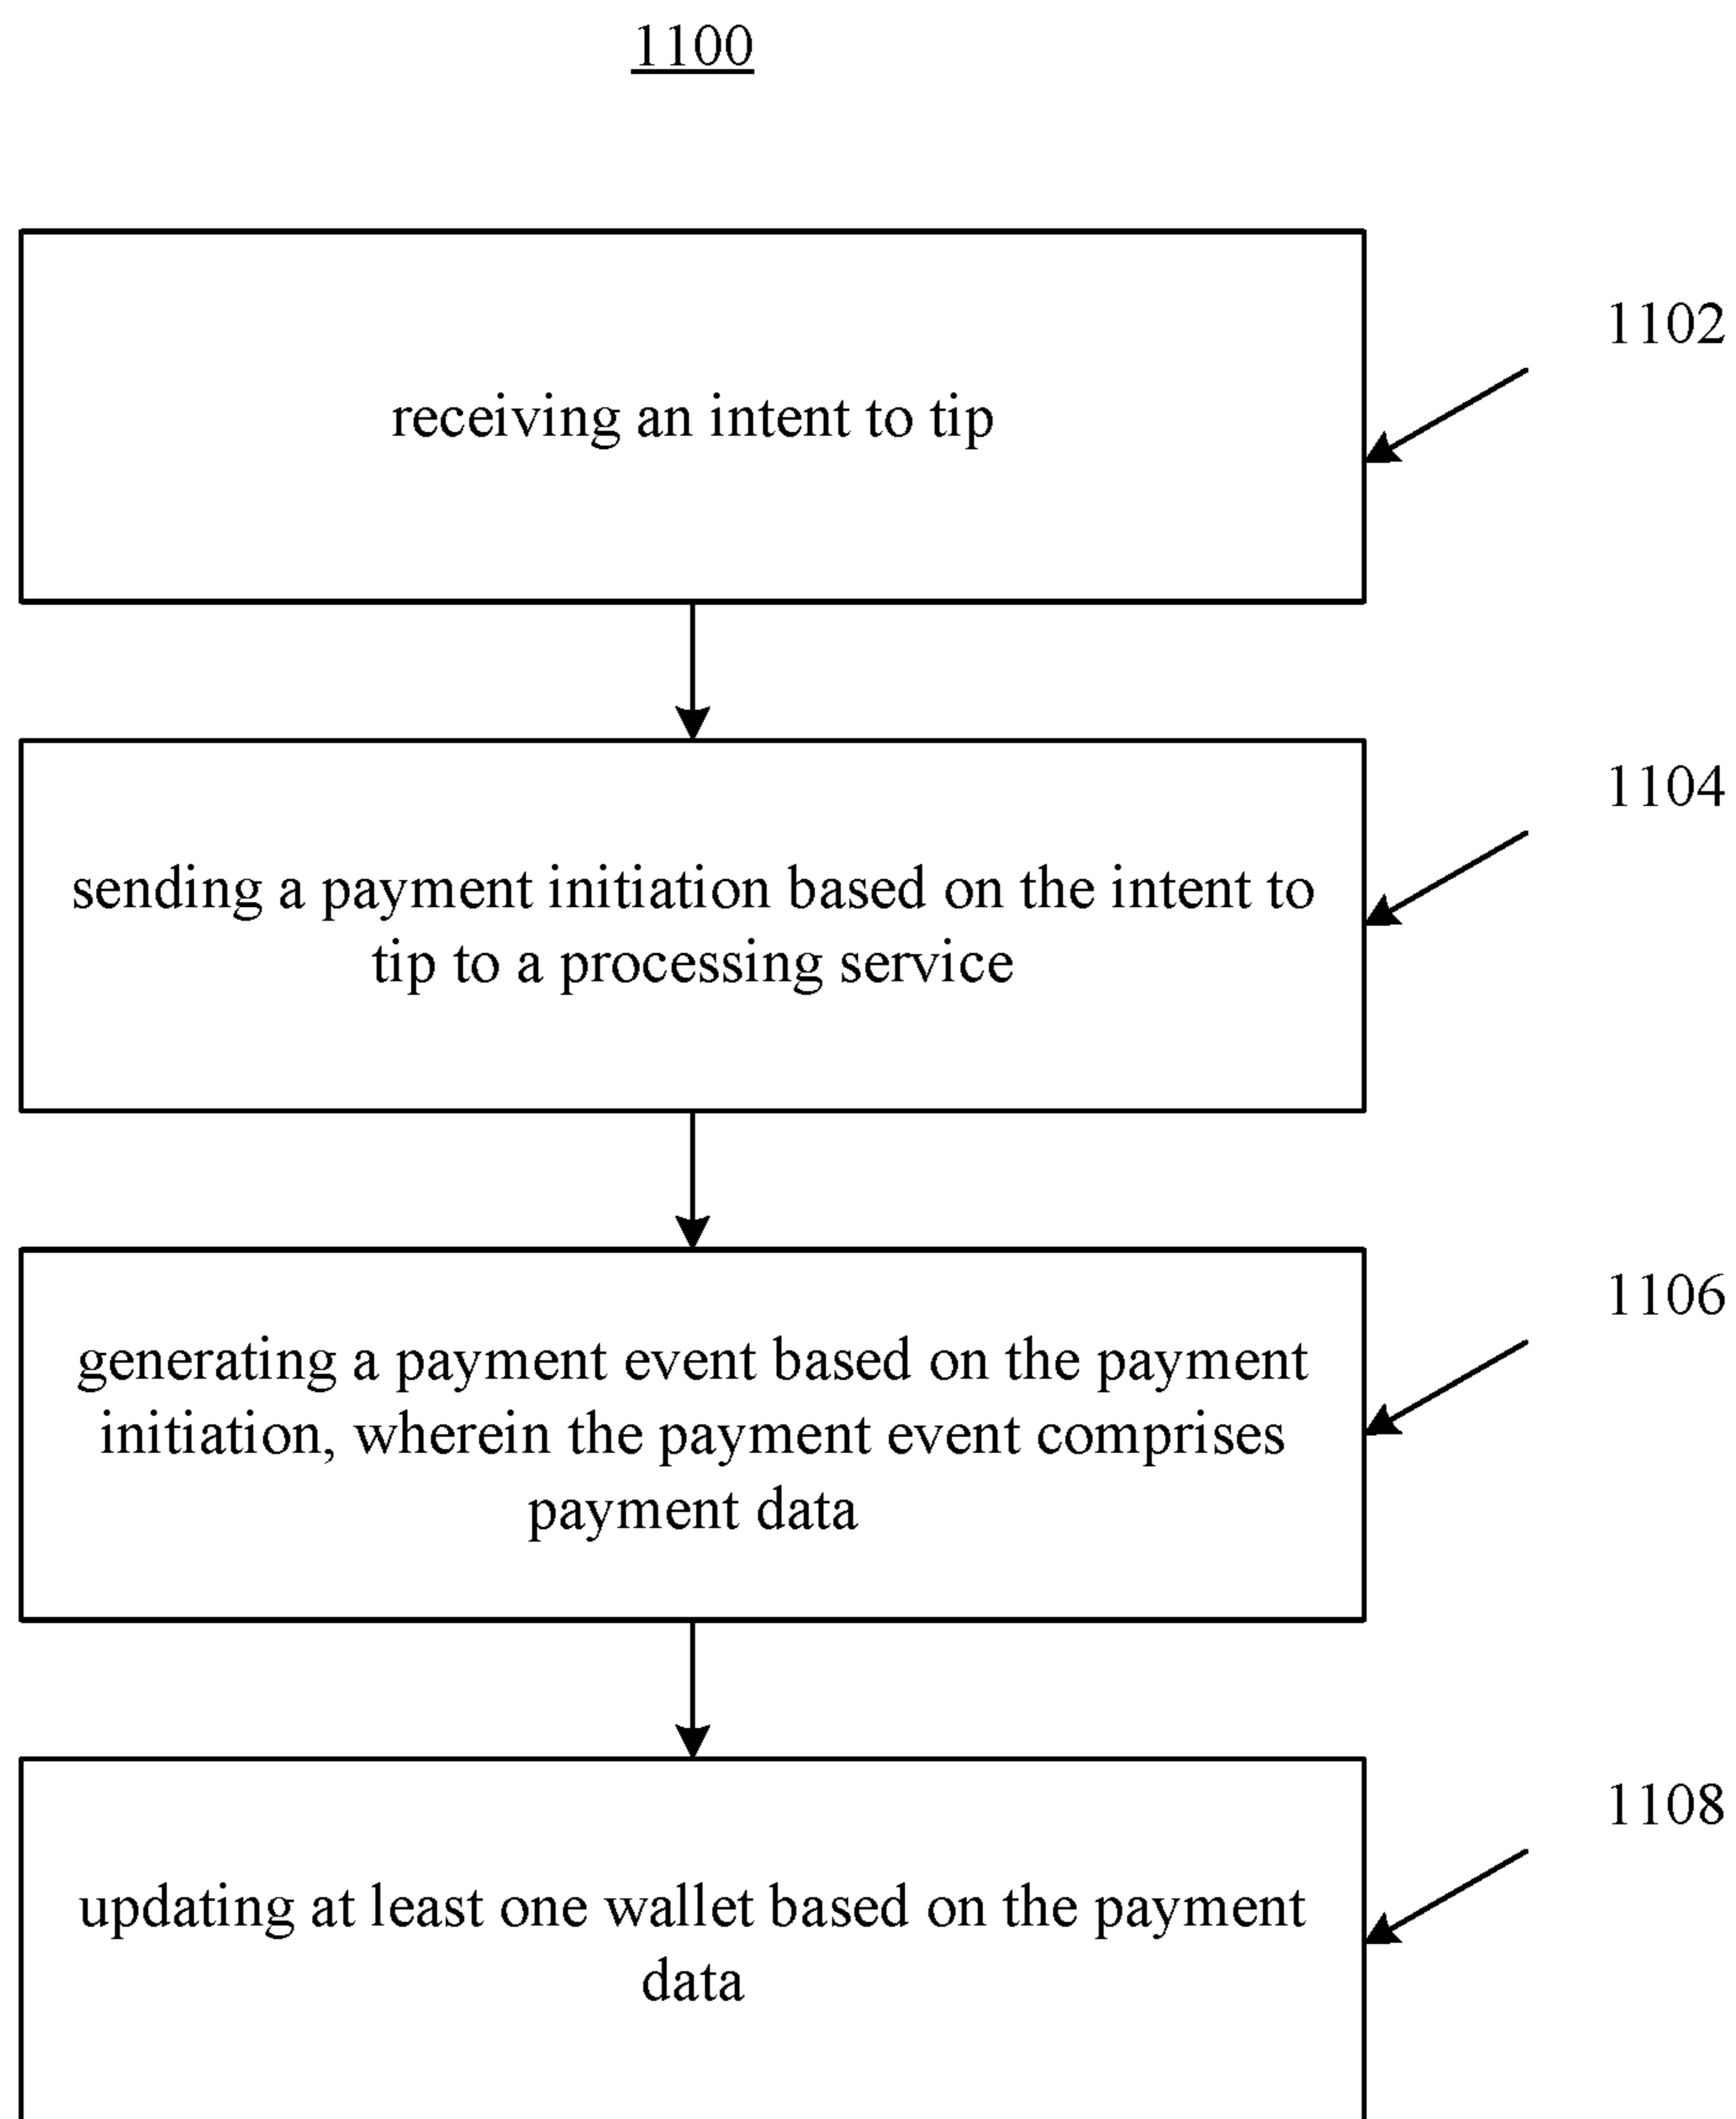 1100
receiving an intent to tip
1102
sending a payment initiation based on the intent to
tip to a processing service
1104
generating a payment event based on the payment
initiation, wherein the payment event comprises
payment data
1106
updating at least one wallet based on the payment
data
1108